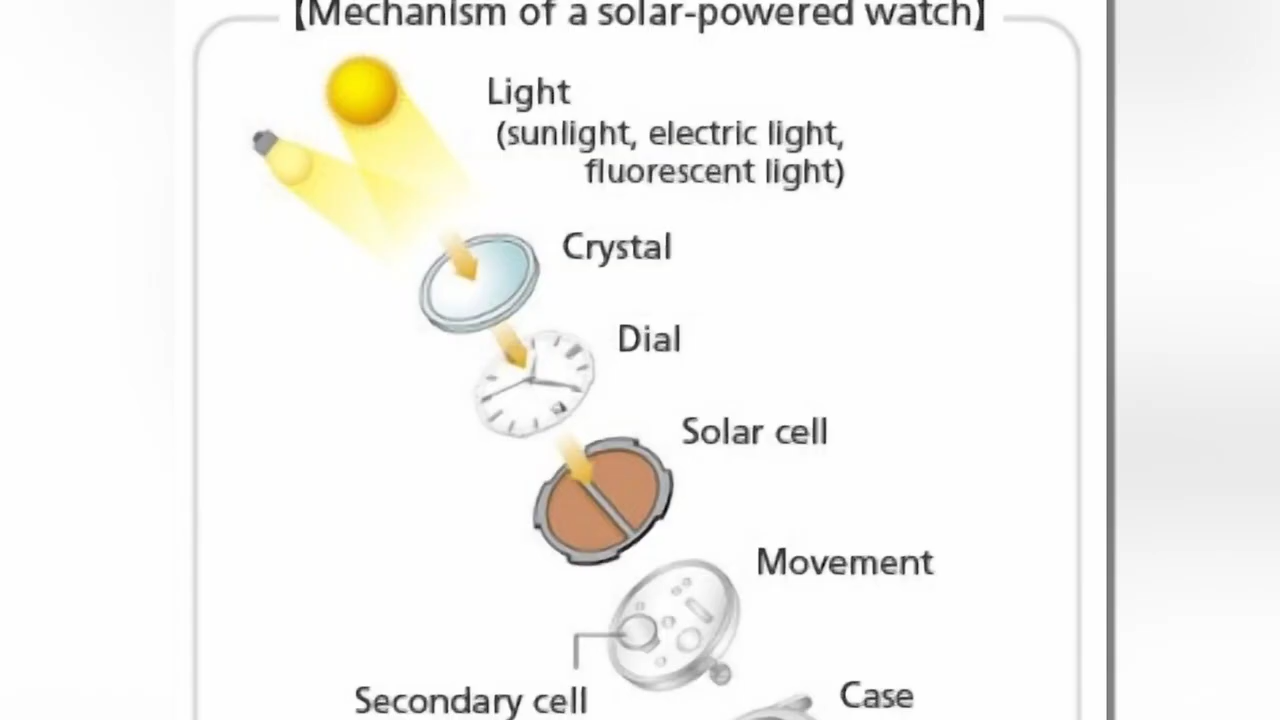 【Mechanism of a solar-powered watch】
Light
(sunlight, electric light,
fluorescent light)
Crystal
Dial
Solar cell
Movement
Secondary cell
Case